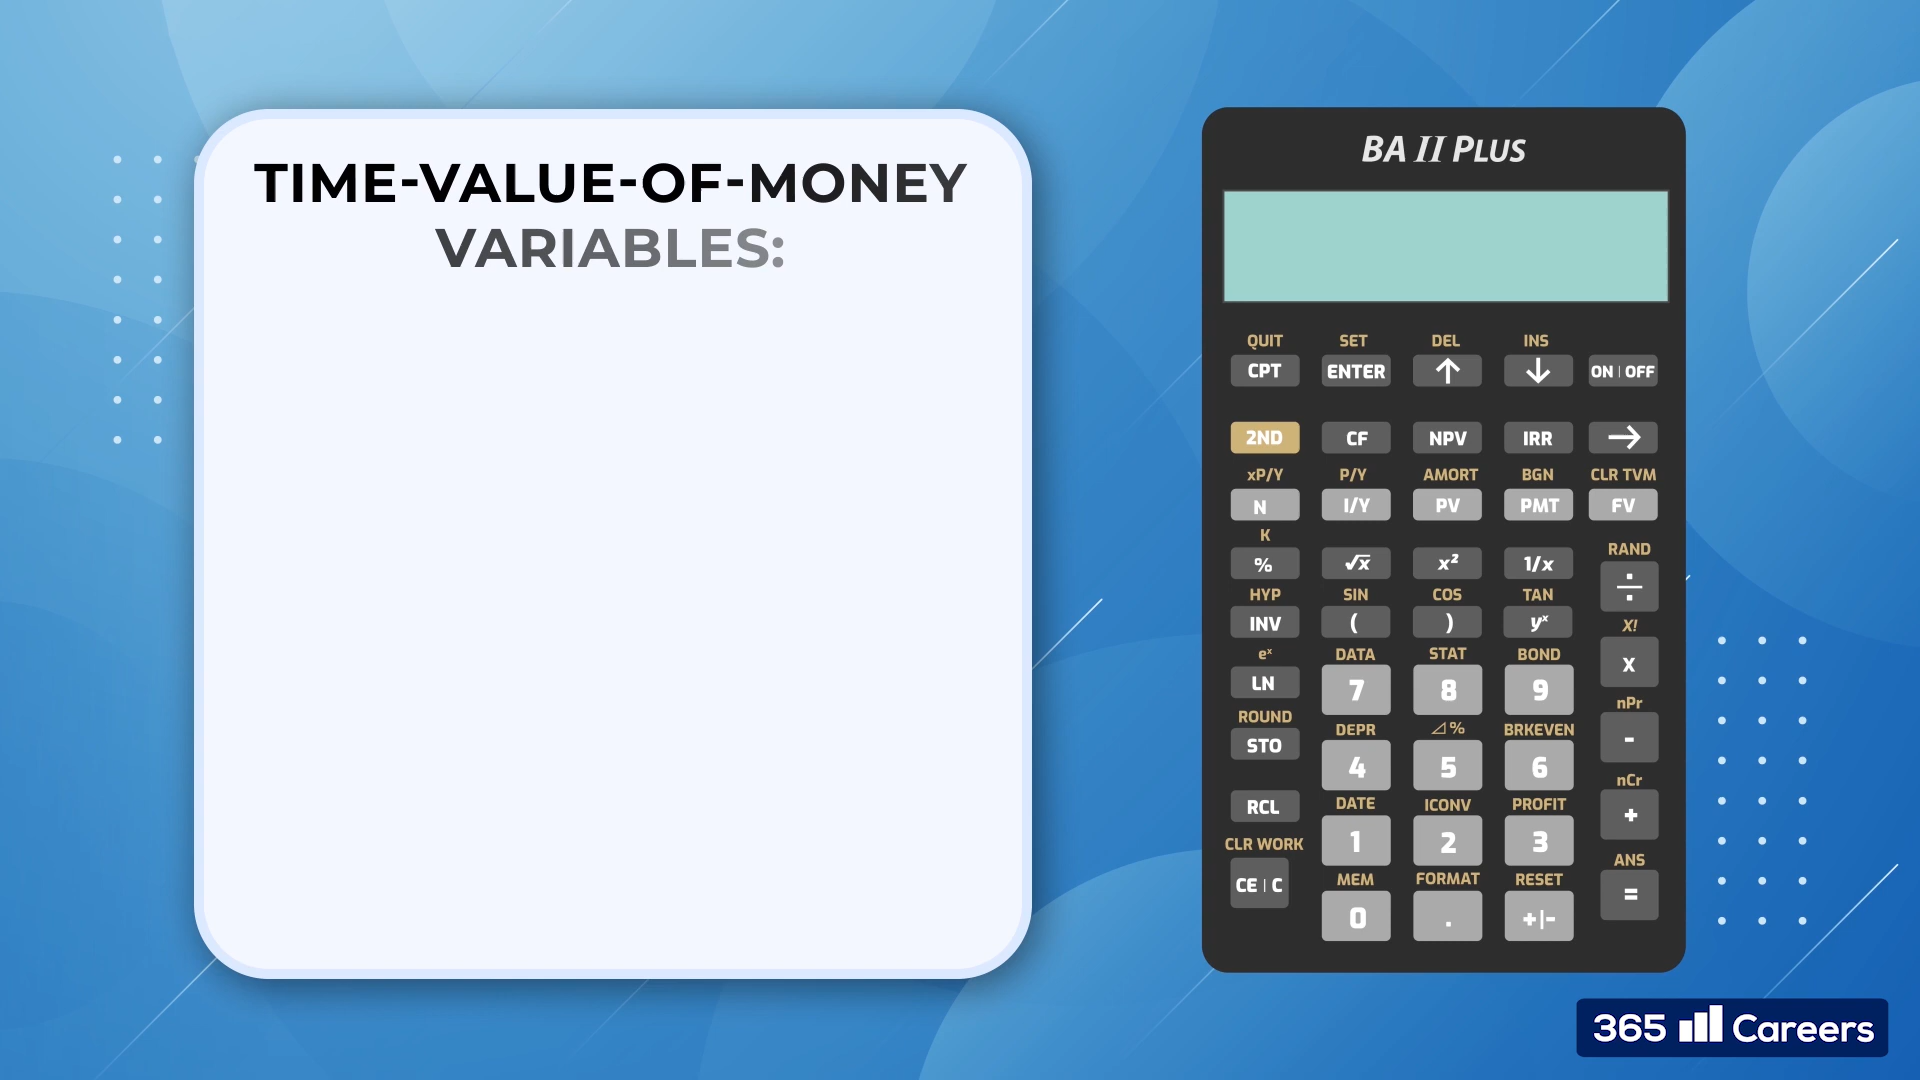 TIME-VALUE-OF-MONEY
VARIABLES:
BA II PLUS
QUIT SET DEL INS
CPT ENTER ↑ ↓ ON | OFF
2ND CF NPV IRR →
xP/Y P/Y AMORT BGN CLR TVM
N I/Y PV PMT FV
K
% √x x² 1/x
RAND
÷
HYP SIN COS TAN
INV ( ) yˣ
X!
x
eˣ DATA STAT BOND
LN 7 8 9
nPr
-
ROUND DEPR ⊿% BRKEVEN
STO 4 5 6
nCr
+
RCL
DATE ICONV PROFIT
1 2 3
CLR WORK
CE | C
ANS
=
MEM FORMAT RESET
0 . +|-
365 Careers